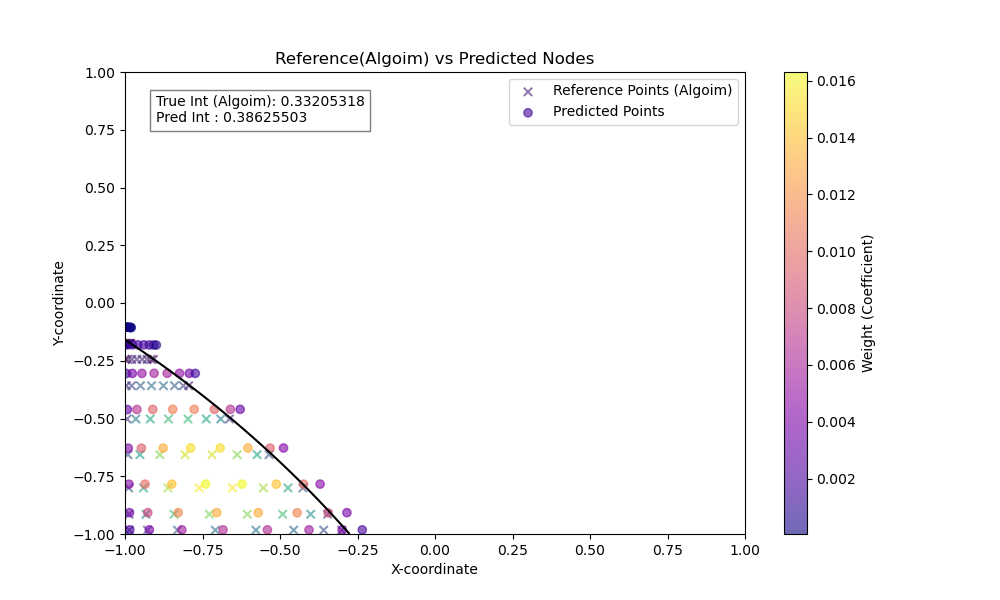 Reference(Algoim) vs Predicted Nodes
True Int (Algoim): 0.33205318
Pred Int : 0.38625503
Reference Points (Algoim)
Predicted Points
1.00
0.75
0.50
0.25
0.00
−0.25
−0.50
−0.75
−1.00
Y-coordinate
−1.00 −0.75 −0.50 −0.25 0.00 0.25 0.50 0.75 1.00
X-coordinate
0.016
0.014
0.012
0.010
0.008
0.006
0.004
0.002
Weight (Coefficient)